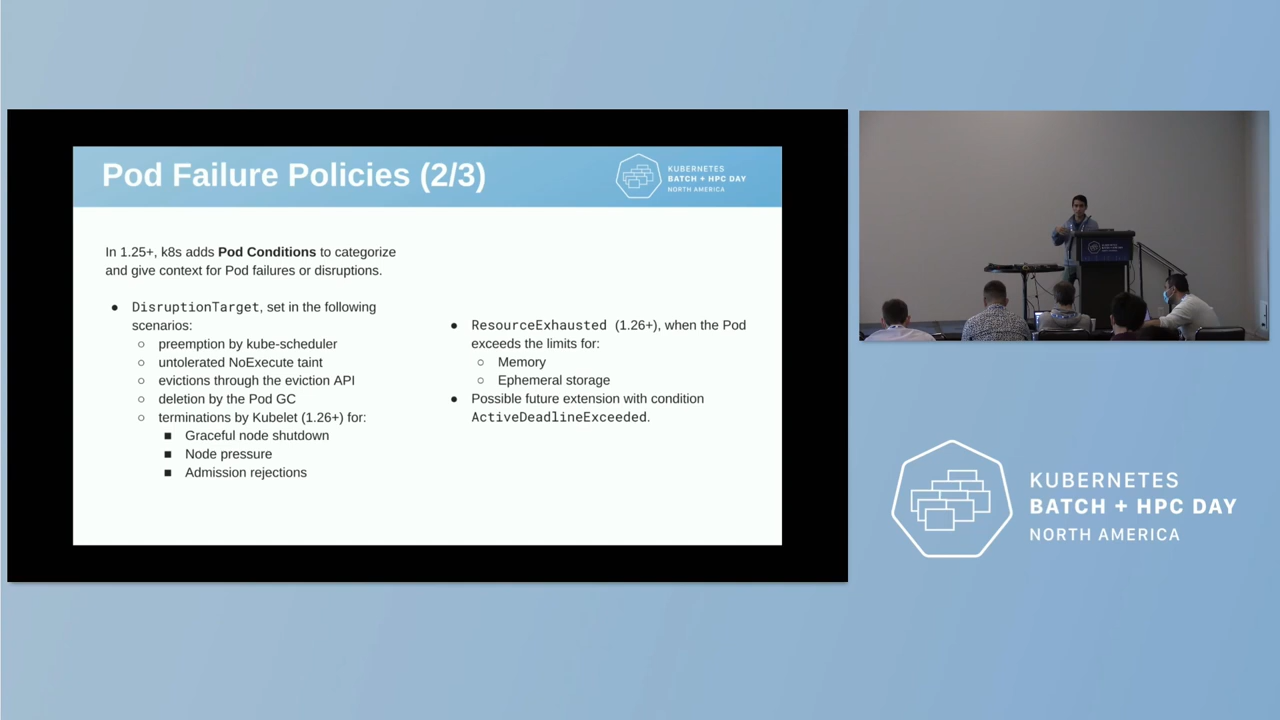 Pod Failure Policies (2/3)
KUBERNETES
BATCH + HPC DAY
NORTH AMERICA
In 1.25+, k8s adds Pod Conditions to categorize
and give context for Pod failures or disruptions.
● DisruptionTarget, set in the following
scenarios:
○ preemption by kube-scheduler
○ untolerated NoExecute taint
○ evictions through the eviction API
○ deletion by the Pod GC
○ terminations by Kubelet (1.26+) for:
■ Graceful node shutdown
■ Node pressure
■ Admission rejections
● ResourceExhausted (1.26+), when the Pod
exceeds the limits for:
○ Memory
○ Ephemeral storage
● Possible future extension with condition
ActiveDeadlineExceeded.
KUBERNETES
BATCH + HPC DAY
NORTH AMERICA